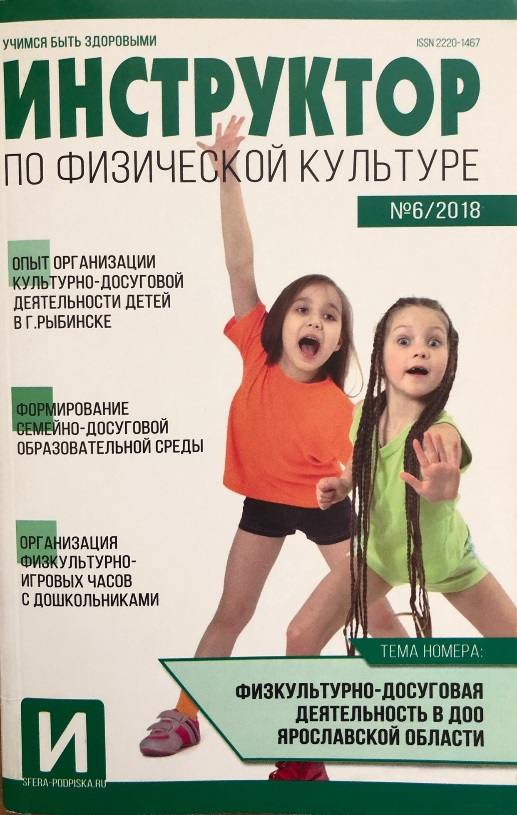 УЧИМСЯ БЫТЬ ЗДОРОВЫМИ
ISSN 2220-1467
ИНСТРУКТОР
ПО ФИЗИЧЕСКОЙ КУЛЬТУРЕ
№6/2018
ОПЫТ ОРГАНИЗАЦИИ
КУЛЬТУРНО-ДОСУГОВОЙ
ДЕЯТЕЛЬНОСТИ ДЕТЕЙ
В Г.РЫБИНСКЕ
ФОРМИРОВАНИЕ
СЕМЕЙНО-ДОСУГОВОЙ
ОБРАЗОВАТЕЛЬНОЙ СРЕДЫ
ОРГАНИЗАЦИЯ
ФИЗКУЛЬТУРНО-
ИГРОВЫХ ЧАСОВ
С ДОШКОЛЬНИКАМИ
ТЕМА НОМЕРА:
ФИЗКУЛЬТУРНО-ДОСУГОВАЯ
ДЕЯТЕЛЬНОСТЬ В ДОО
ЯРОСЛАВСКОЙ ОБЛАСТИ
И
SFERA-PODPISKA.RU